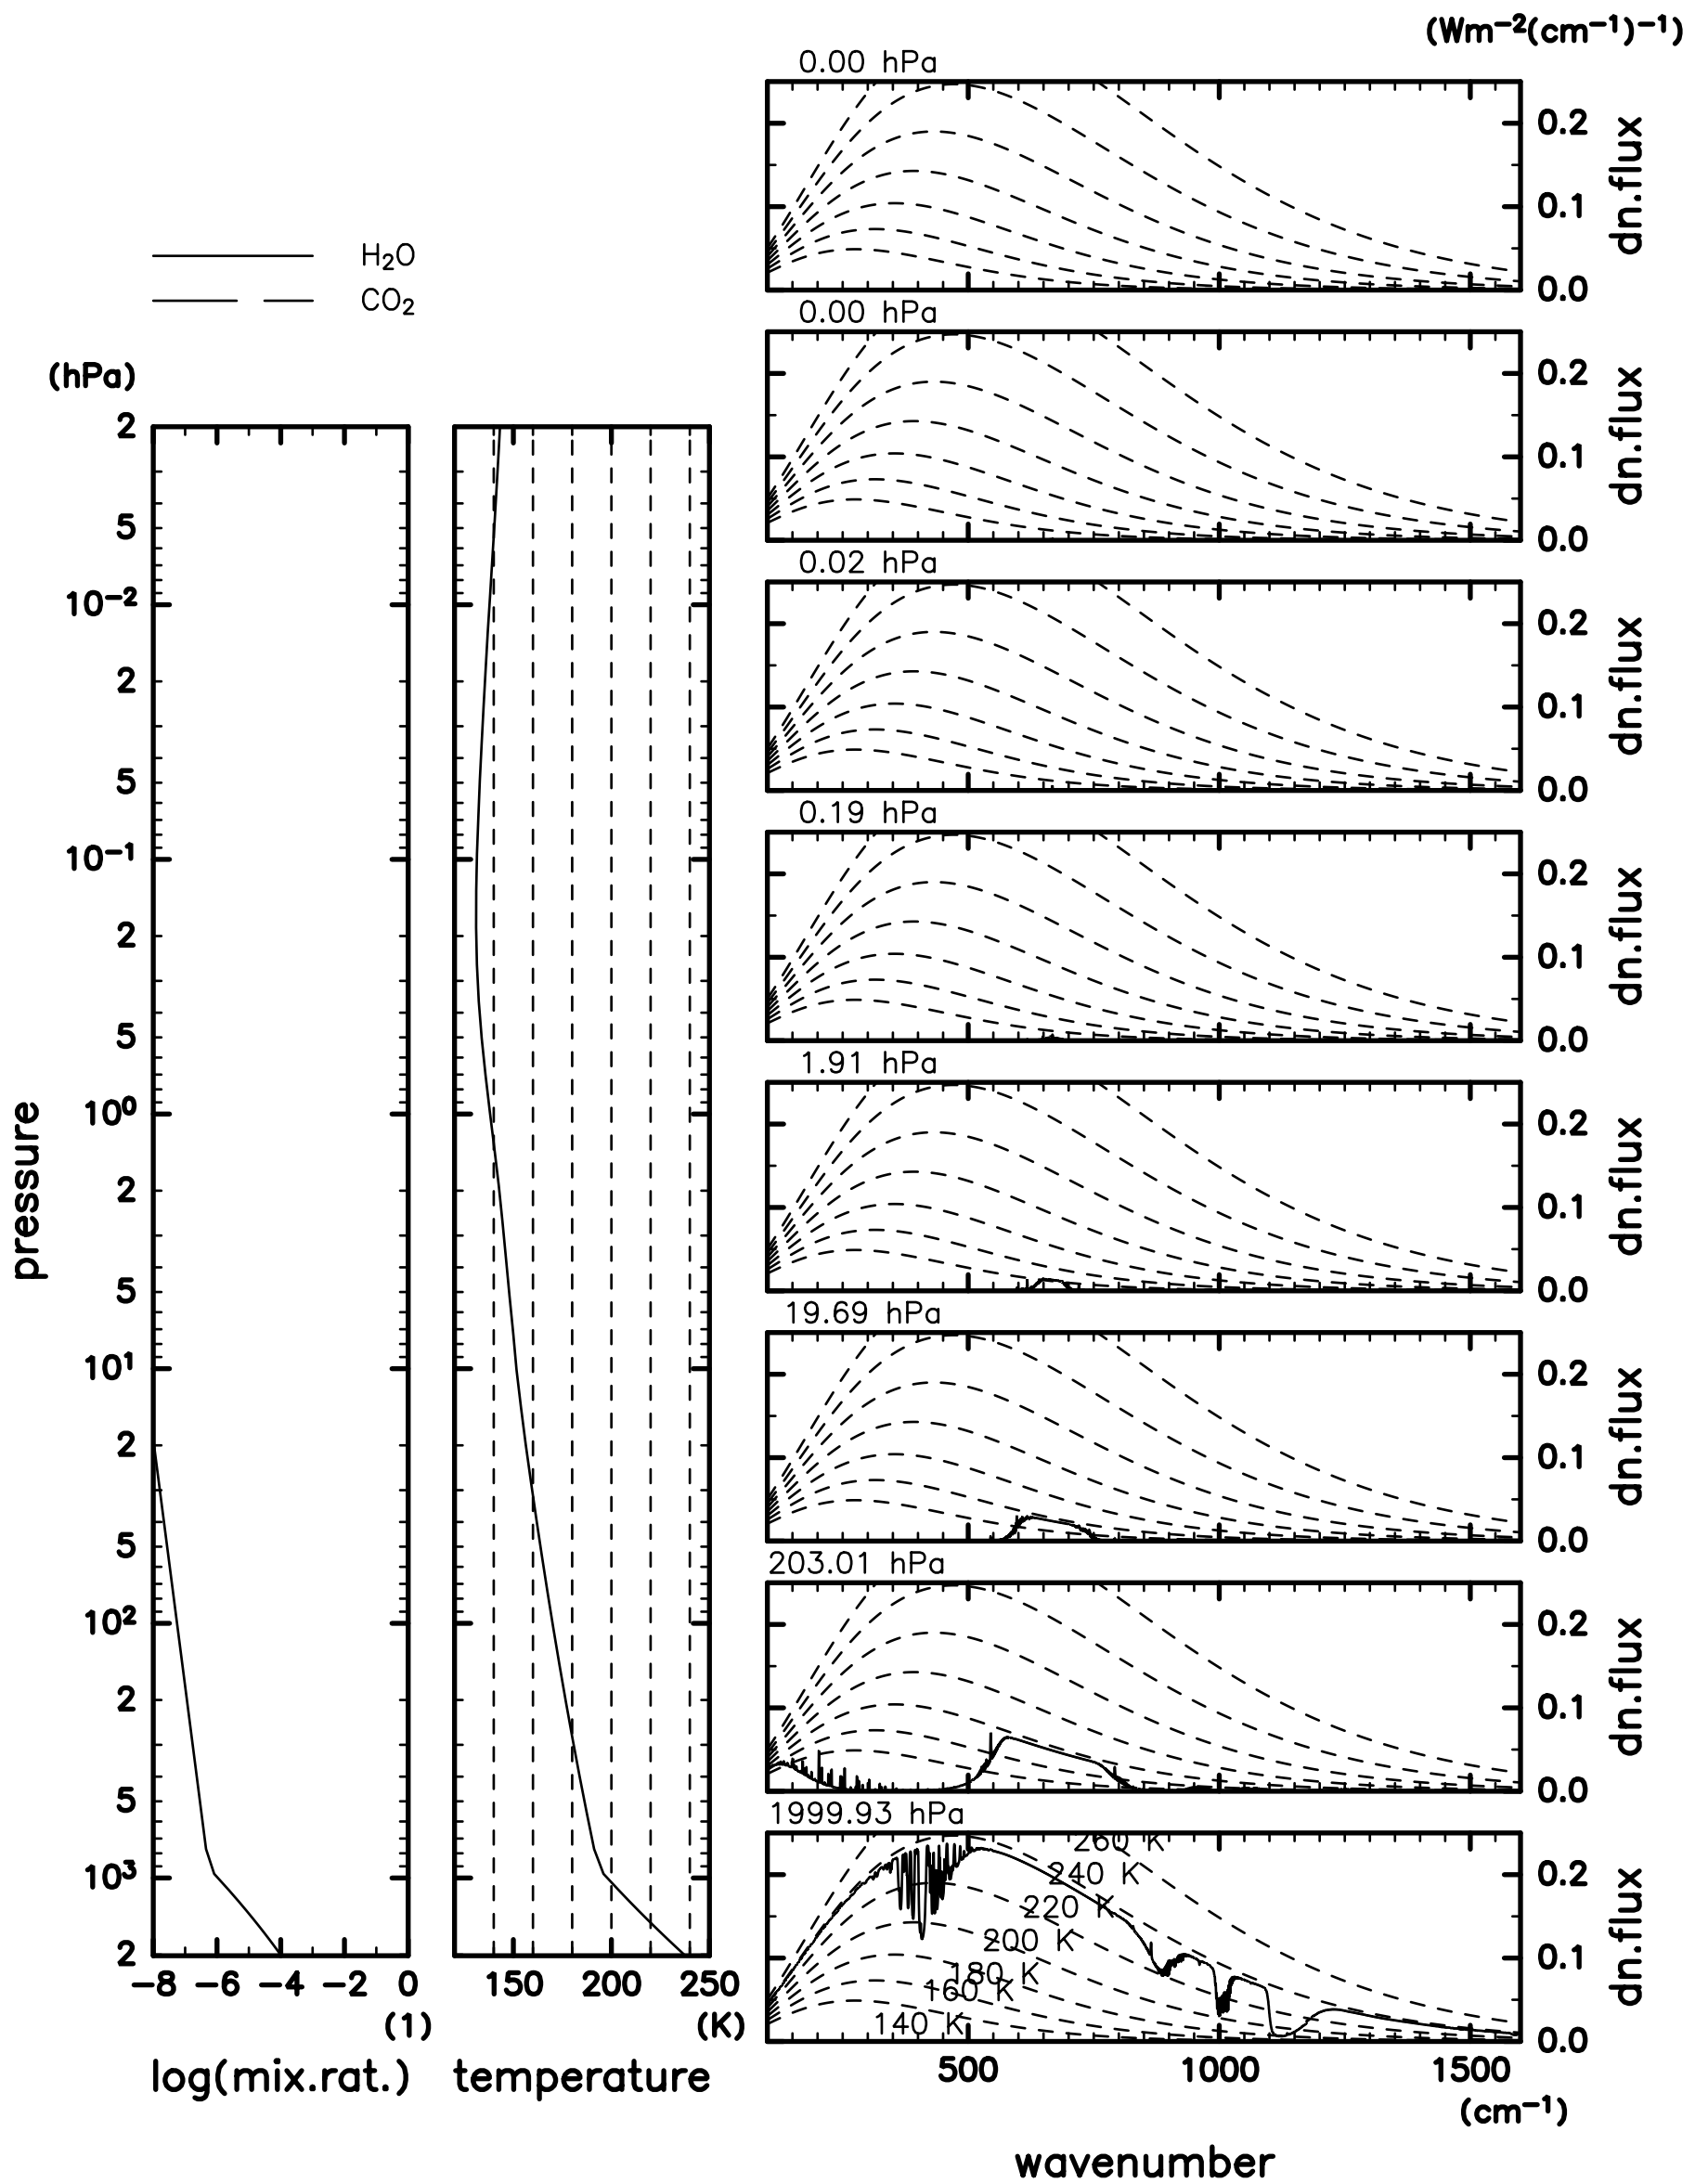 (Wm−2(cm−1)−1)
0.00 hPa
0.2
0.1
0.0
dn.flux
0.00 hPa
0.2
0.1
0.0
dn.flux
0.02 hPa
0.2
0.1
0.0
dn.flux
0.19 hPa
0.2
0.1
0.0
dn.flux
1.91 hPa
0.2
0.1
0.0
dn.flux
19.69 hPa
0.2
0.1
0.0
dn.flux
203.01 hPa
0.2
0.1
0.0
dn.flux
1999.93 hPa
260 K
240 K
220 K
200 K
180 K
160 K
140 K
0.2
0.1
0.0
dn.flux
500 1000 1500
(cm−1)
wavenumber
H2O
CO2
(hPa)
2
5
10−2
2
5
10−1
2
5
100
2
5
101
2
5
102
2
5
103
2
pressure
−8 −6 −4 −2 0
(1)
log(mix.rat.)
150 200 250
(K)
temperature